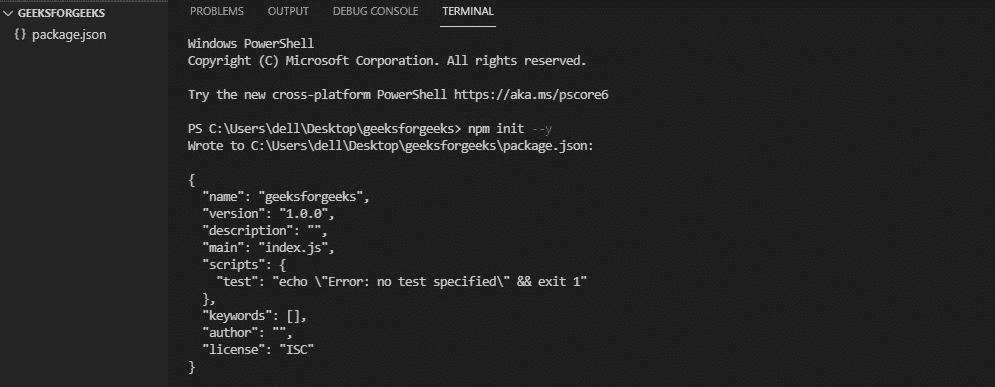 GEEKSFORGEEKS
{} package.json
PROBLEMS OUTPUT DEBUG CONSOLE TERMINAL
Windows PowerShell
Copyright (C) Microsoft Corporation. All rights reserved.
Try the new cross-platform PowerShell https://aka.ms/pscore6
PS C:\Users\dell\Desktop\geeksforgeeks> npm init --y
Wrote to C:\Users\dell\Desktop\geeksforgeeks\package.json:
{
  "name": "geeksforgeeks",
  "version": "1.0.0",
  "description": "",
  "main": "index.js",
  "scripts": {
    "test": "echo \"Error: no test specified\" && exit 1"
  },
  "keywords": [],
  "author": "",
  "license": "ISC"
}